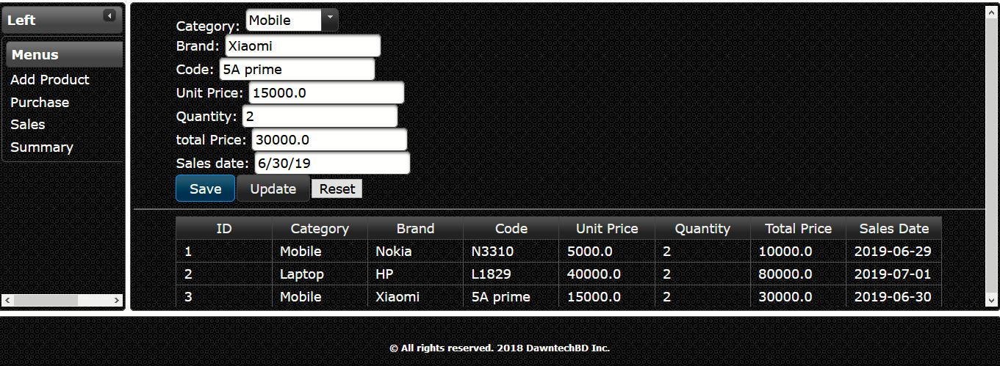 Left
Menus
Add Product
Purchase
Sales
Summary
Category: Mobile
Brand: Xiaomi
Code: 5A prime
Unit Price: 15000.0
Quantity: 2
total Price: 30000.0
Sales date: 6/30/19
Save Update Reset
ID Category Brand Code Unit Price Quantity Total Price Sales Date
1 Mobile Nokia N3310 5000.0 2 10000.0 2019-06-29
2 Laptop HP L1829 40000.0 2 80000.0 2019-07-01
3 Mobile Xiaomi 5A prime 15000.0 2 30000.0 2019-06-30
© All rights reserved. 2018 DawntechBD Inc.